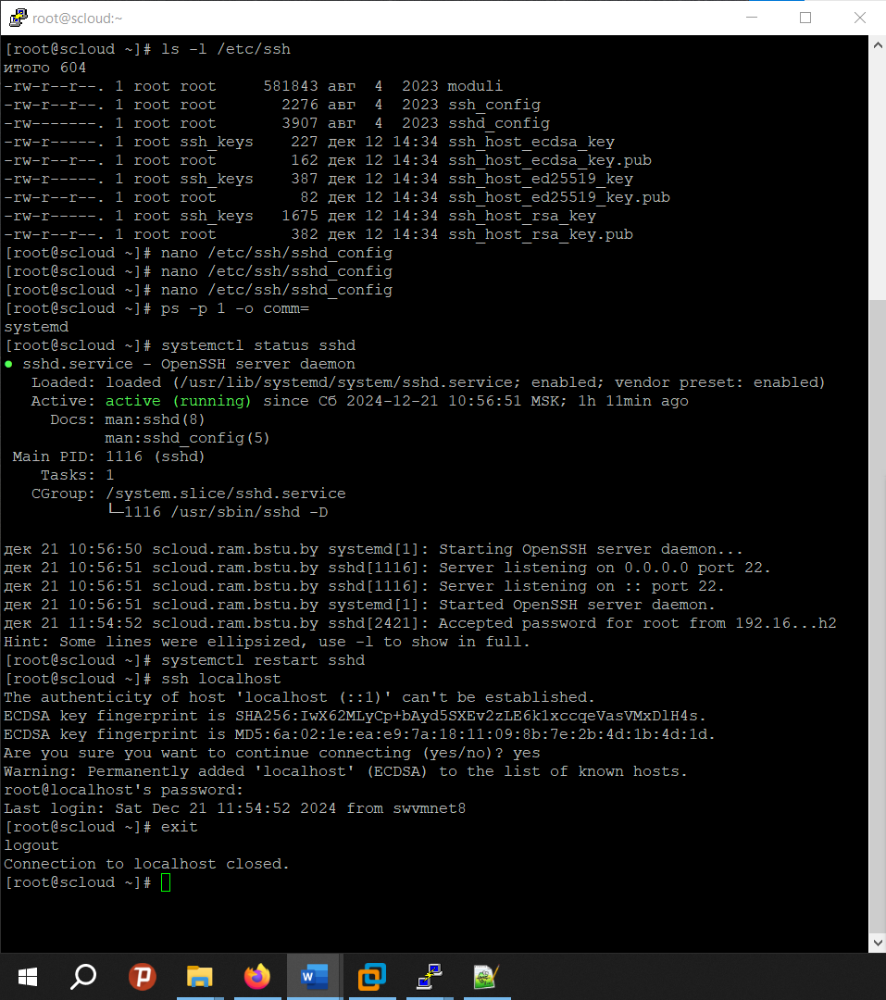 root@scloud:~
[root@scloud ~]# ls -l /etc/ssh
итого 604
-rw-r--r--. 1 root root     581843 авг  4  2023 moduli
-rw-r--r--. 1 root root       2276 авг  4  2023 ssh_config
-rw-------. 1 root root       3907 авг  4  2023 sshd_config
-rw-r-----. 1 root ssh_keys    227 дек 12 14:34 ssh_host_ecdsa_key
-rw-r--r--. 1 root root        162 дек 12 14:34 ssh_host_ecdsa_key.pub
-rw-r-----. 1 root ssh_keys    387 дек 12 14:34 ssh_host_ed25519_key
-rw-r--r--. 1 root root         82 дек 12 14:34 ssh_host_ed25519_key.pub
-rw-r-----. 1 root ssh_keys   1675 дек 12 14:34 ssh_host_rsa_key
-rw-r--r--. 1 root root        382 дек 12 14:34 ssh_host_rsa_key.pub
[root@scloud ~]# nano /etc/ssh/sshd_config
[root@scloud ~]# nano /etc/ssh/sshd_config
[root@scloud ~]# nano /etc/ssh/sshd_config
[root@scloud ~]# ps -p 1 -o comm=
systemd
[root@scloud ~]# systemctl status sshd
● sshd.service - OpenSSH server daemon
   Loaded: loaded (/usr/lib/systemd/system/sshd.service; enabled; vendor preset: enabled)
   Active: active (running) since Сб 2024-12-21 10:56:51 MSK; 1h 11min ago
     Docs: man:sshd(8)
           man:sshd_config(5)
 Main PID: 1116 (sshd)
    Tasks: 1
   CGroup: /system.slice/sshd.service
           └─1116 /usr/sbin/sshd -D
дек 21 10:56:50 scloud.ram.bstu.by systemd[1]: Starting OpenSSH server daemon...
дек 21 10:56:51 scloud.ram.bstu.by sshd[1116]: Server listening on 0.0.0.0 port 22.
дек 21 10:56:51 scloud.ram.bstu.by sshd[1116]: Server listening on :: port 22.
дек 21 10:56:51 scloud.ram.bstu.by systemd[1]: Started OpenSSH server daemon.
дек 21 11:54:52 scloud.ram.bstu.by sshd[2421]: Accepted password for root from 192.16...h2
Hint: Some lines were ellipsized, use -l to show in full.
[root@scloud ~]# systemctl restart sshd
[root@scloud ~]# ssh localhost
The authenticity of host 'localhost (::1)' can't be established.
ECDSA key fingerprint is SHA256:IwX62MLyCp+bAyd5SXEv2zLE6k1xccqeVasVMxDlH4s.
ECDSA key fingerprint is MD5:6a:02:1e:ea:e9:7a:18:11:09:8b:7e:2b:4d:1b:4d:1d.
Are you sure you want to continue connecting (yes/no)? yes
Warning: Permanently added 'localhost' (ECDSA) to the list of known hosts.
root@localhost's password:
Last login: Sat Dec 21 11:54:52 2024 from swvmnet8
[root@scloud ~]# exit
logout
Connection to localhost closed.
[root@scloud ~]#